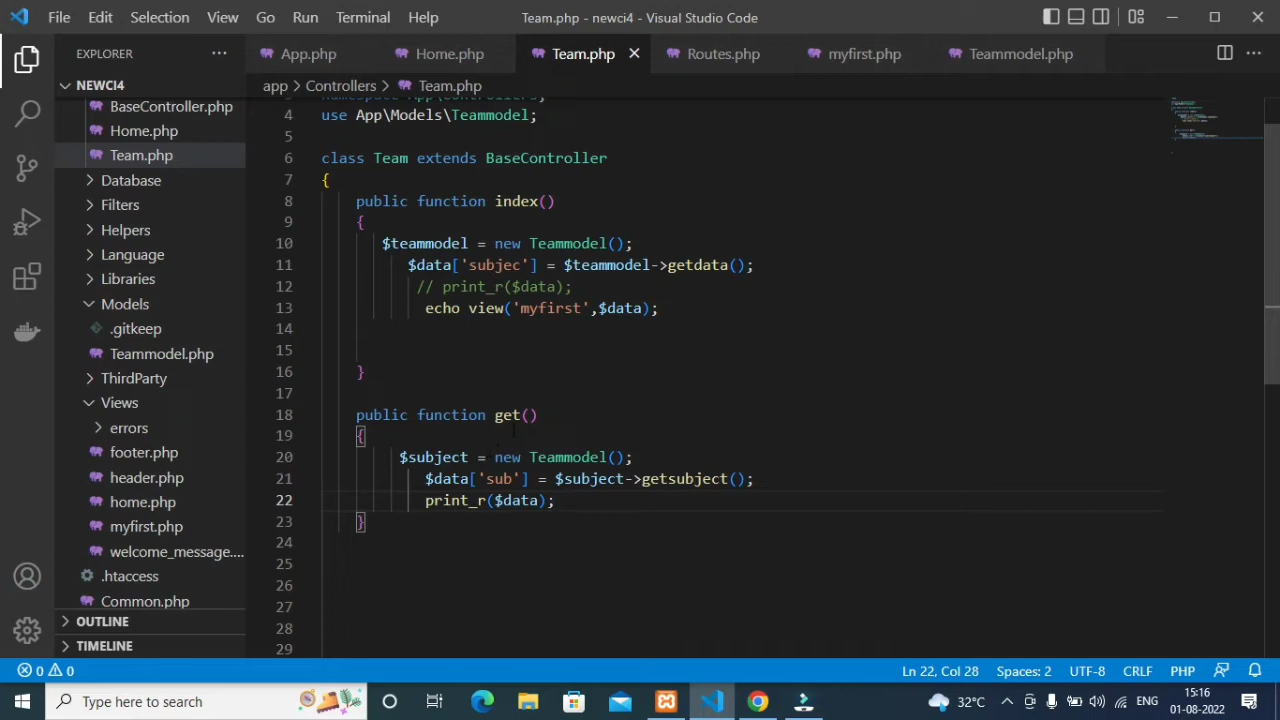 File Edit Selection View Go Run Terminal Help Team.php - newci4 - Visual Studio Code
EXPLORER
App.php Home.php Team.php Routes.php myfirst.php Teammodel.php
NEWCI4
app > Controllers > Team.php
BaseController.php
Home.php
Team.php
Database
Filters
Helpers
Language
Libraries
Models
.gitkeep
Teammodel.php
ThirdParty
Views
errors
footer.php
header.php
home.php
myfirst.php
welcome_message....
.htaccess
Common.php
OUTLINE
TIMELINE
4 use App\Models\Teammodel;
5
6 class Team extends BaseController
7 {
8 public function index()
9 {
10 $teammodel = new Teammodel();
11 $data['subjec'] = $teammodel->getdata();
12 // print_r($data);
13 echo view('myfirst',$data);
14
15
16 }
17
18 public function get()
19 {
20 $subject = new Teammodel();
21 $data['sub'] = $subject->getsubject();
22 print_r($data);
23 }
24
25
26
27
28
29
0 0 Ln 22, Col 28 Spaces: 2 UTF-8 CRLF PHP
Type here to search 32°C ENG 15:16
01-08-2022